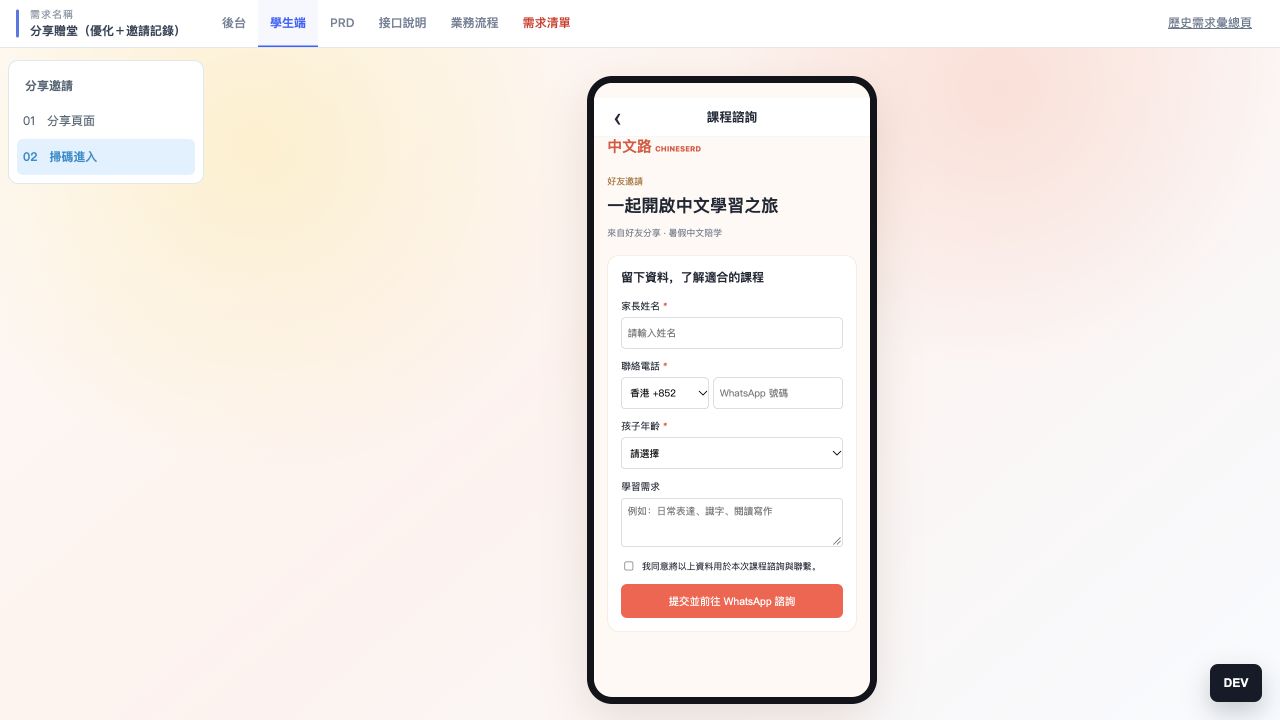 需求名稱
分享贈堂（優化＋邀請記錄）
後台 學生端 PRD 接口說明 業務流程 需求清單
歷史需求彙總頁
分享邀請
01 分享頁面
02 掃碼進入
課程諮詢
中文路 CHINESERD
好友邀請
一起開啟中文學習之旅
來自好友分享 · 暑假中文陪学
留下資料，了解適合的課程
家長姓名 *
請輸入姓名
聯絡電話 *
香港 +852 WhatsApp 號碼
孩子年齡 *
請選擇
學習需求
例如：日常表達、識字、閱讀寫作
我同意將以上資料用於本次課程諮詢與聯繫。
提交並前往 WhatsApp 諮詢
DEV